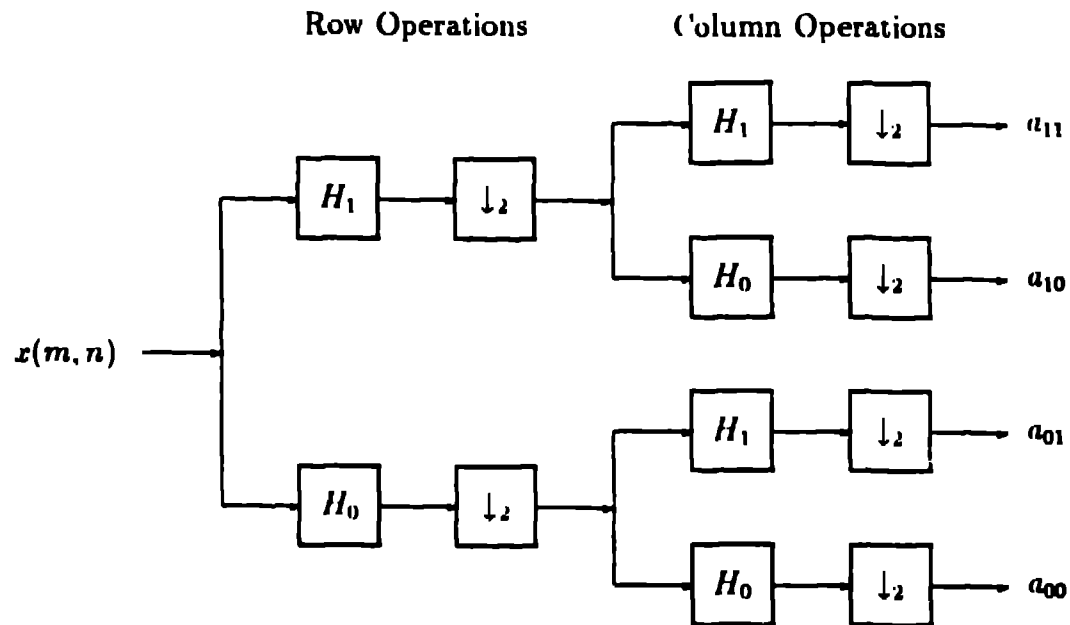 Row Operations Column Operations
H₁ ↓₂ a₁₁
H₁ ↓₂
H₀ ↓₂ a₁₀
x(m, n)
H₁ ↓₂ a₀₁
H₀ ↓₂
H₀ ↓₂ a₀₀